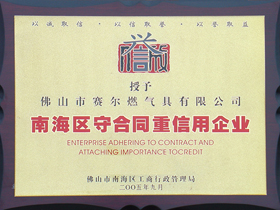 以诚取信 · 以信取誉 · 以誉取益
授予
佛山市赛尔燃气具有限公司
南海区守合同重信用企业
ENTERPRISE ADHERING TO CONTRACT AND
ATTACHING IMPORTANCE TOCREDIT
佛山市南海区工商行政管理局
二OO五年九月